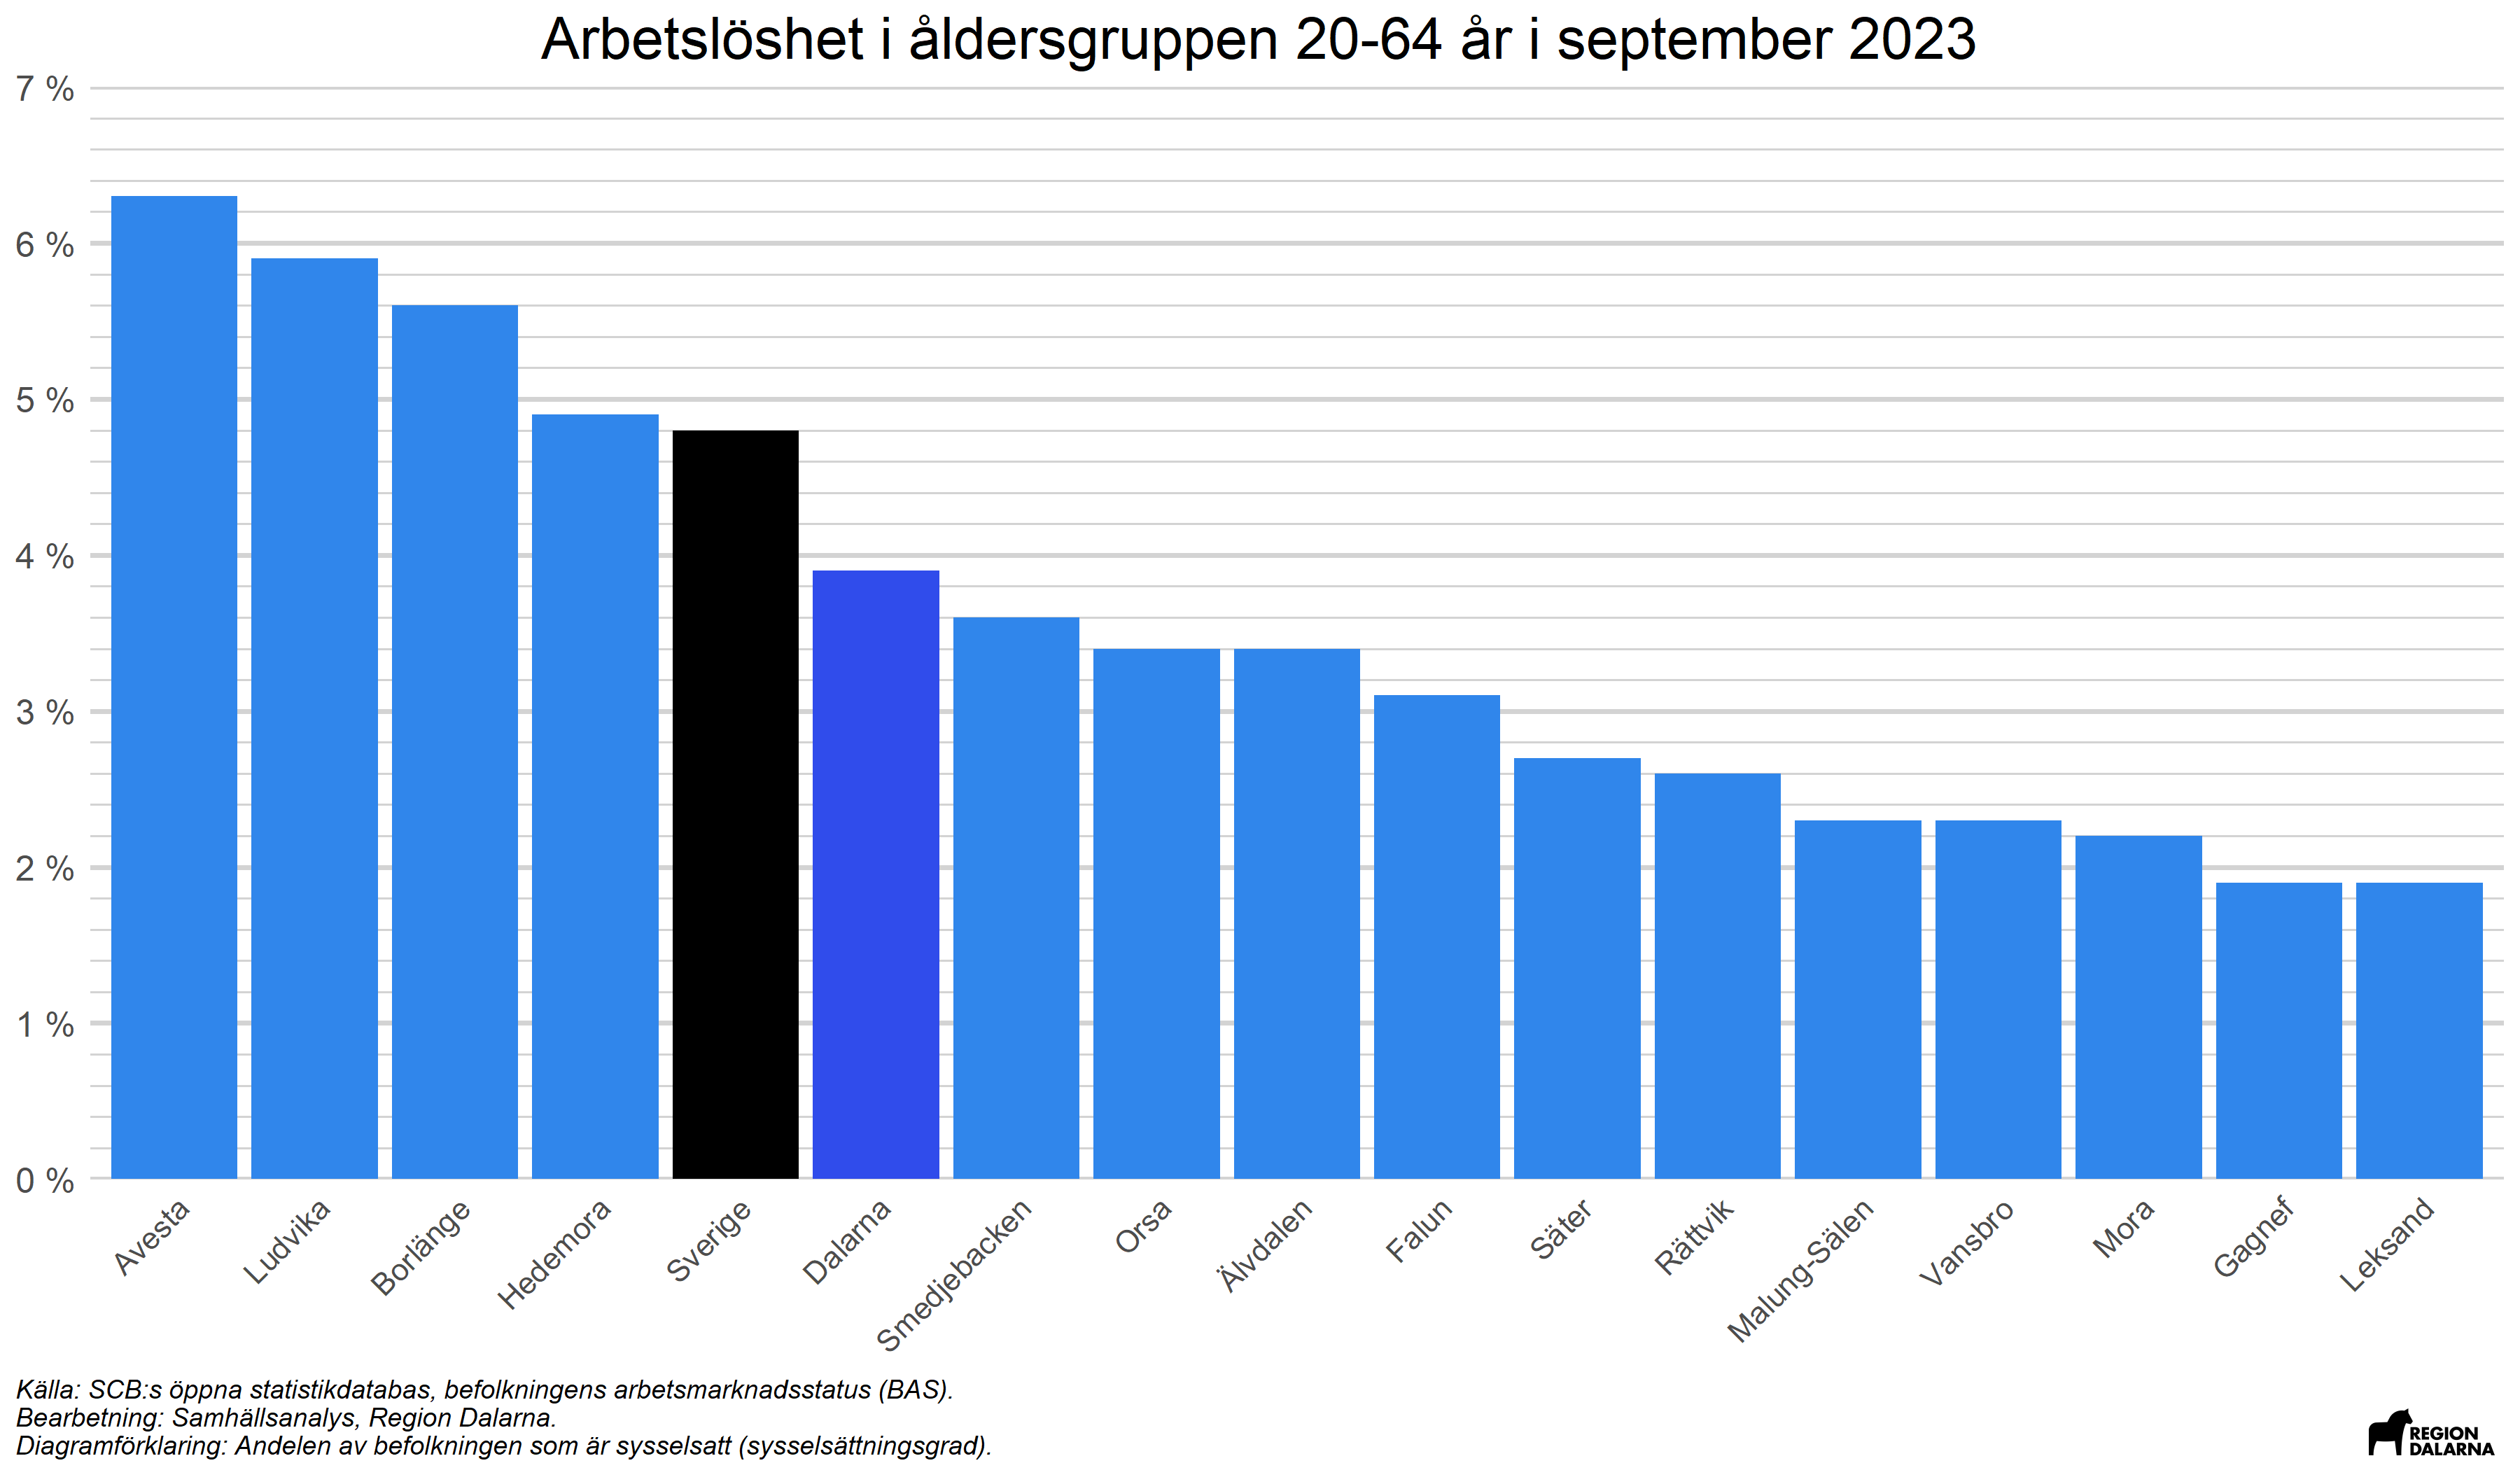 Arbetslöshet i åldersgruppen 20-64 år i september 2023
7 %
6 %
5 %
4 %
3 %
2 %
1 %
0 %
Avesta
Ludvika
Borlänge
Hedemora
Sverige
Dalarna
Smedjebacken
Orsa
Älvdalen
Falun
Säter
Rättvik
Malung-Sälen
Vansbro
Mora
Gagnef
Leksand
Källa: SCB:s öppna statistikdatabas, befolkningens arbetsmarknadsstatus (BAS).
Bearbetning: Samhällsanalys, Region Dalarna.
Diagramförklaring: Andelen av befolkningen som är sysselsatt (sysselsättningsgrad).
REGION
DALARNA